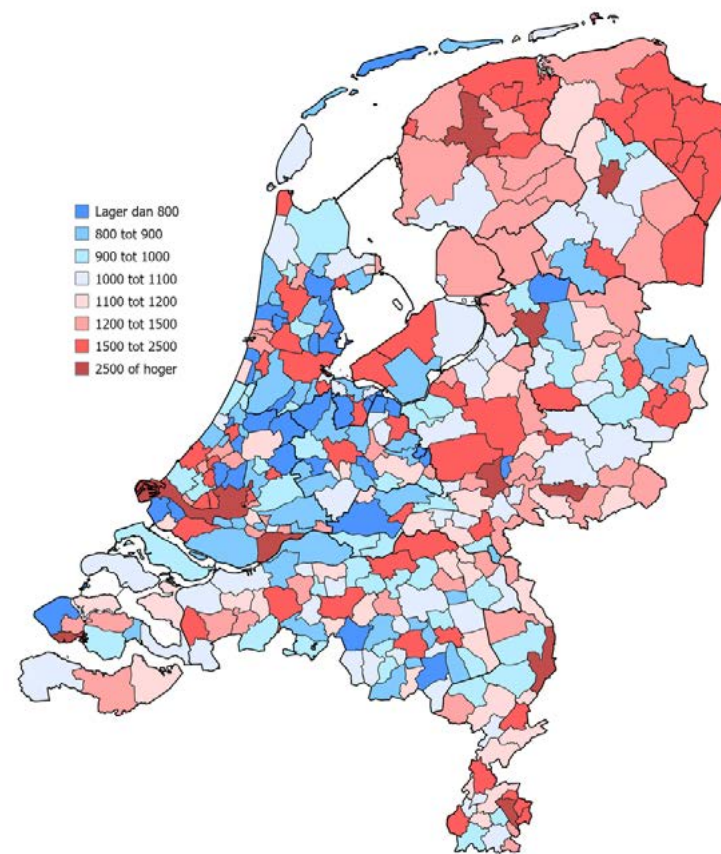 Lager dan 800
800 tot 900
900 tot 1000
1000 tot 1100
1100 tot 1200
1200 tot 1500
1500 tot 2500
2500 of hoger